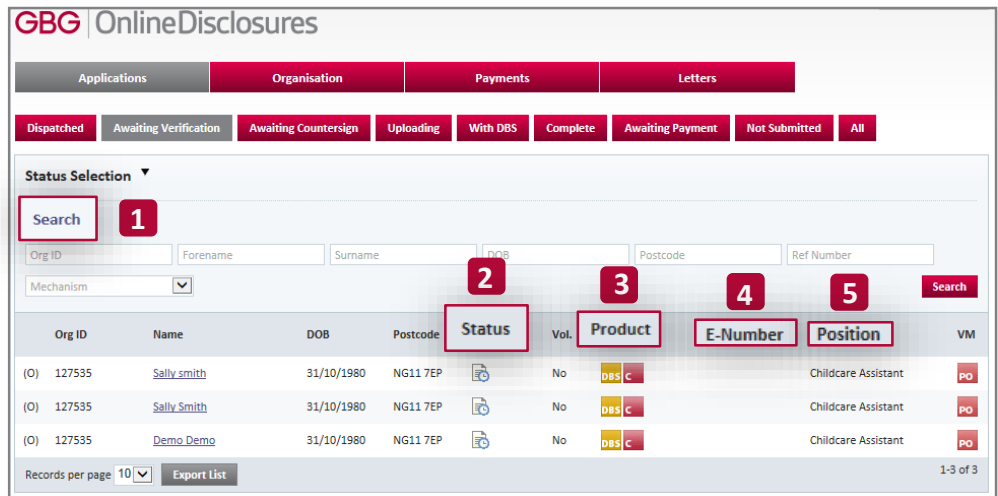 GBG OnlineDisclosures
Applications Organisation Payments Letters
Dispatched Awaiting Verification Awaiting Countersign Uploading With DBS Complete Awaiting Payment Not Submitted All
Status Selection
Search 1
Org ID Forename Surname DOB Postcode Ref Number
Mechanism 2 3 4 5 Search
Org ID Name DOB Postcode Status Vol. Product E-Number Position VM
(O) 127535 Sally smith 31/10/1980 NG11 7EP No DBS C Childcare Assistant PO
(O) 127535 Sally Smith 31/10/1980 NG11 7EP No DBS C Childcare Assistant PO
(O) 127535 Demo Demo 31/10/1980 NG11 7EP No DBS C Childcare Assistant PO
Records per page 10 Export List 1-3 of 3